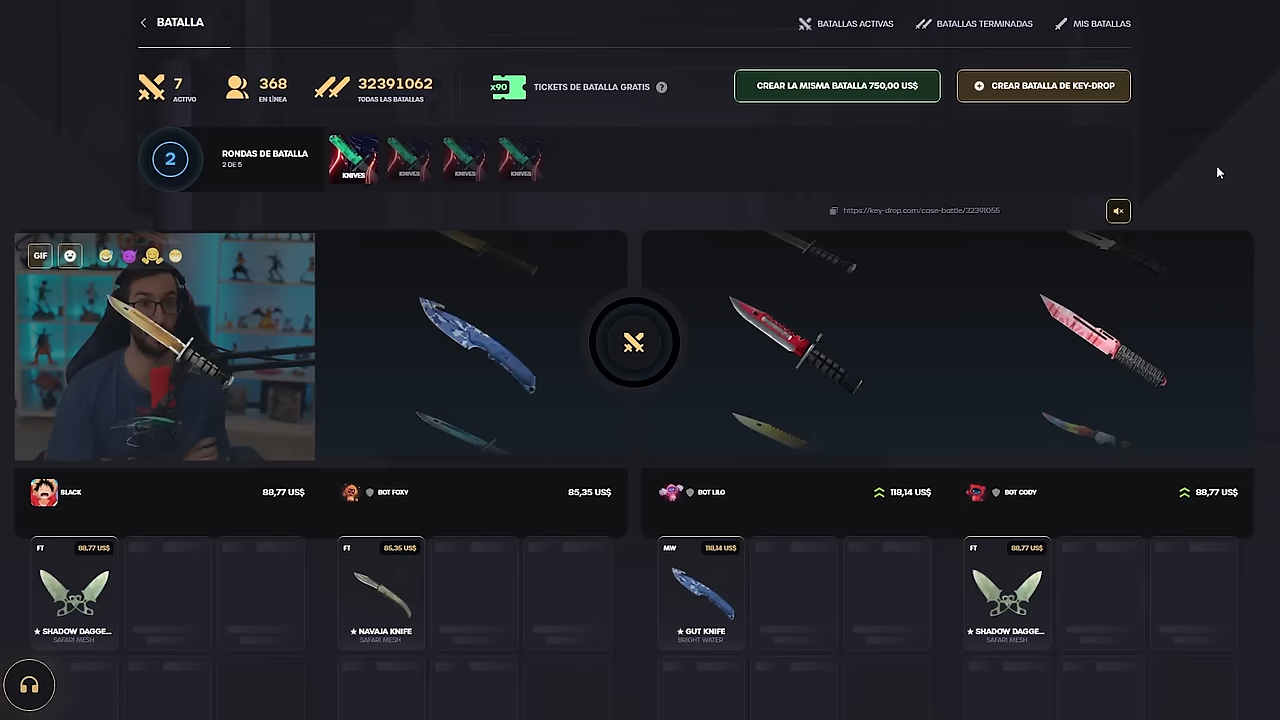 BATALLA
BATALLAS ACTIVAS
BATALLAS TERMINADAS
MIS BATALLAS
7
ACTIVO
368
EN LÍNEA
32391062
TODAS LAS BATALLAS
x90
TICKETS DE BATALLA GRATIS
?
CREAR LA MISMA BATALLA 750,00 US$
CREAR BATALLA DE KEY-DROP
2
RONDAS DE BATALLA
2 DE 5
KNIVES
KNIVES
KNIVES
KNIVES
https://key-drop.com/case-battle/32391055
GIF
BLACK
88,77 US$
BOT FOXY
85,35 US$
BOT LILO
118,14 US$
BOT CODY
88,77 US$
FT
88,77 US$
★ SHADOW DAGGE...
SAFARI MESH
FT
85,35 US$
★ NAVAJA KNIFE
SAFARI MESH
MW
118,14 US$
★ GUT KNIFE
BRIGHT WATER
FT
88,77 US$
★ SHADOW DAGGE...
SAFARI MESH